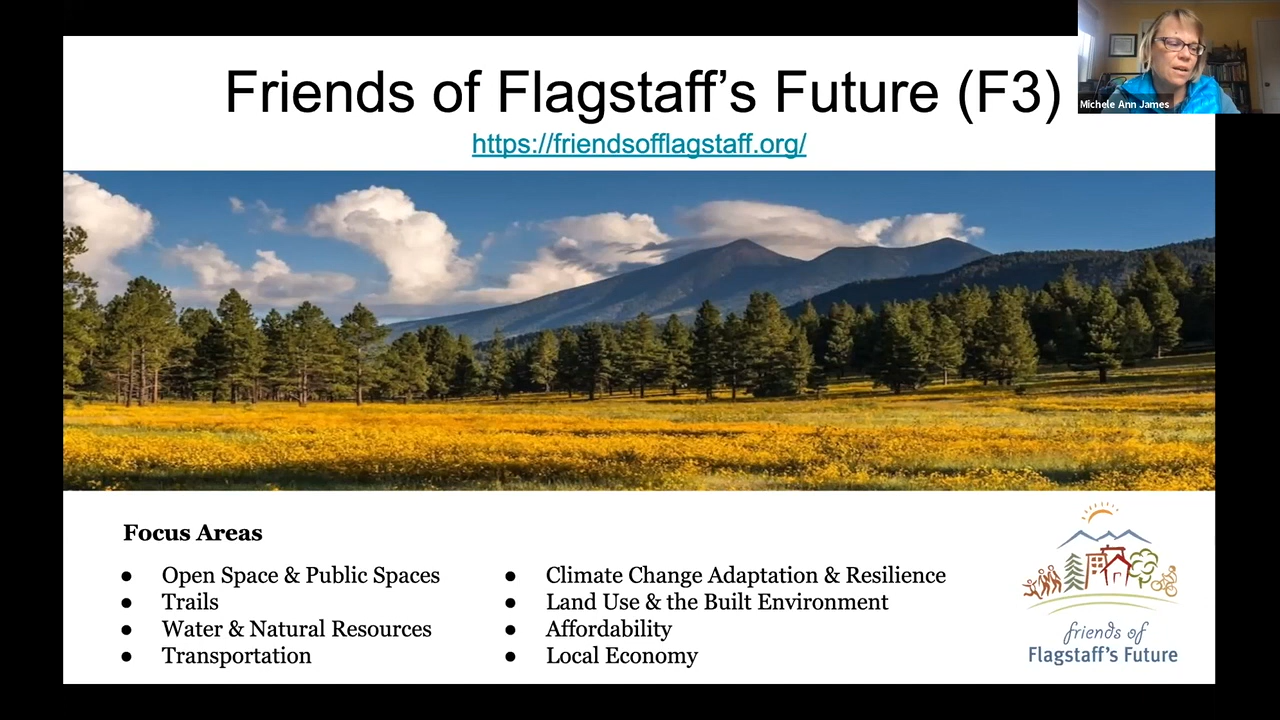 Friends of Flagstaff’s Future (F3)
https://friendsofflagstaff.org/
Michele Ann James
Focus Areas
● Open Space & Public Spaces
● Trails
● Water & Natural Resources
● Transportation
● Climate Change Adaptation & Resilience
● Land Use & the Built Environment
● Affordability
● Local Economy
friends of
Flagstaff’s Future